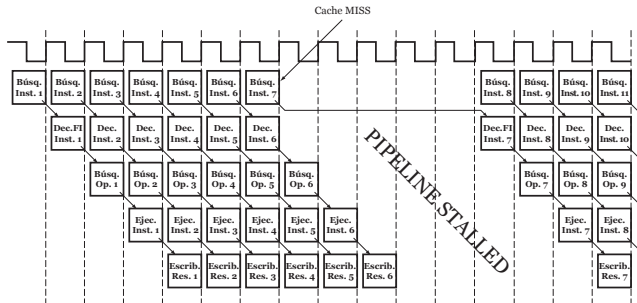 Cache MISS
Búsq. Búsq. Búsq. Búsq. Búsq. Búsq. Búsq. Búsq. Búsq. Búsq. Búsq.
Inst. 1 Inst. 2 Inst. 3 Inst. 4 Inst. 5 Inst. 6 Inst. 7 Inst. 8 Inst. 9 Inst. 10 Inst. 11
Dec.FI Dec. Dec. Dec. Dec. Dec. Dec.FI Dec. Dec. Dec.
Inst. 1 Inst. 2 Inst. 3 Inst. 4 Inst. 5 Inst. 6 Inst. 7 Inst. 8 Inst. 9 Inst. 10
PIPELINE STALLED
Búsq. Búsq. Búsq. Búsq. Búsq. Búsq. Búsq. Búsq. Búsq.
Op. 1 Op. 2 Op. 3 Op. 4 Op. 5 Op. 6 Op. 7 Op. 8 Op. 9
Ejec. Ejec. Ejec. Ejec. Ejec. Ejec. Ejec. Ejec.
Inst. 1 Inst. 2 Inst. 3 Inst. 4 Inst. 5 Inst. 6 Inst. 7 Inst. 8
Escrib. Escrib. Escrib. Escrib. Escrib. Escrib. Escrib.
Res. 1 Res. 2 Res. 3 Res. 4 Res. 5 Res. 6 Res. 7